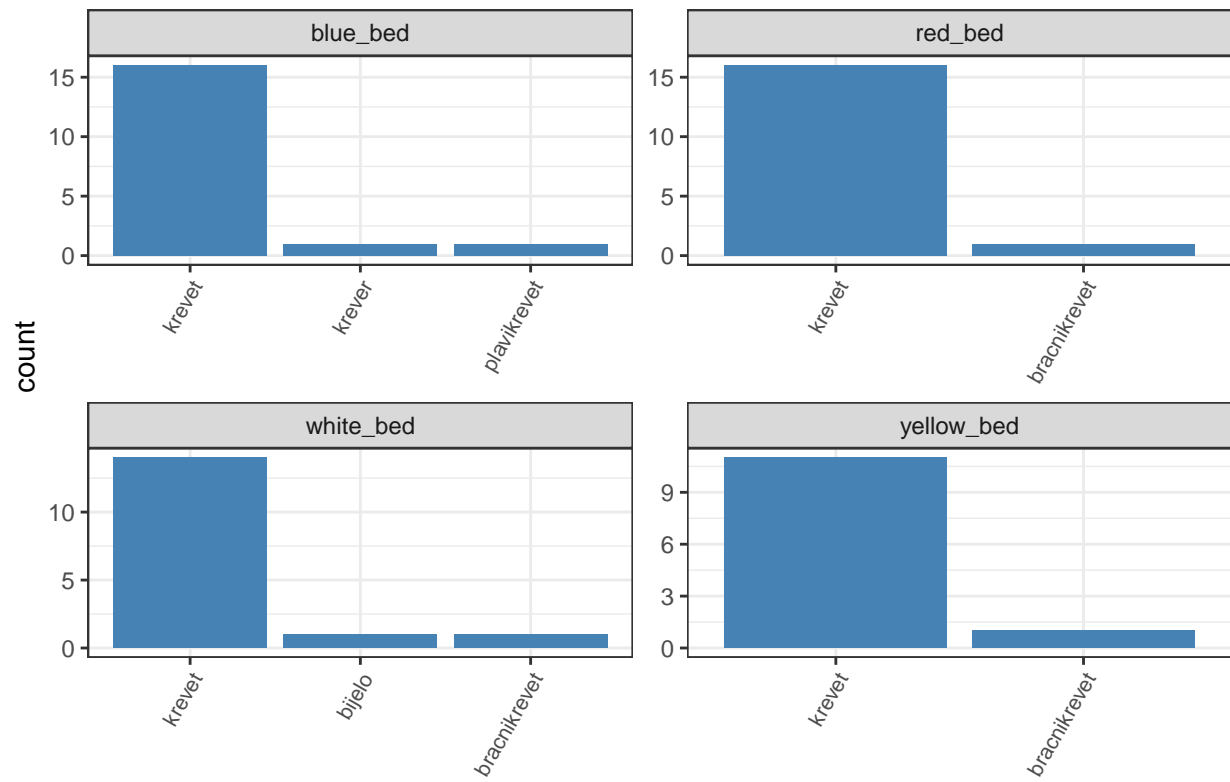 blue_bed
red_bed
15
10
5
0
krevet
krever
plavikrevet
15
10
5
0
krevet
bracnikrevet
count
white_bed
yellow_bed
10
5
0
krevet
bijelo
bracnikrevet
9
6
3
0
krevet
bracnikrevet